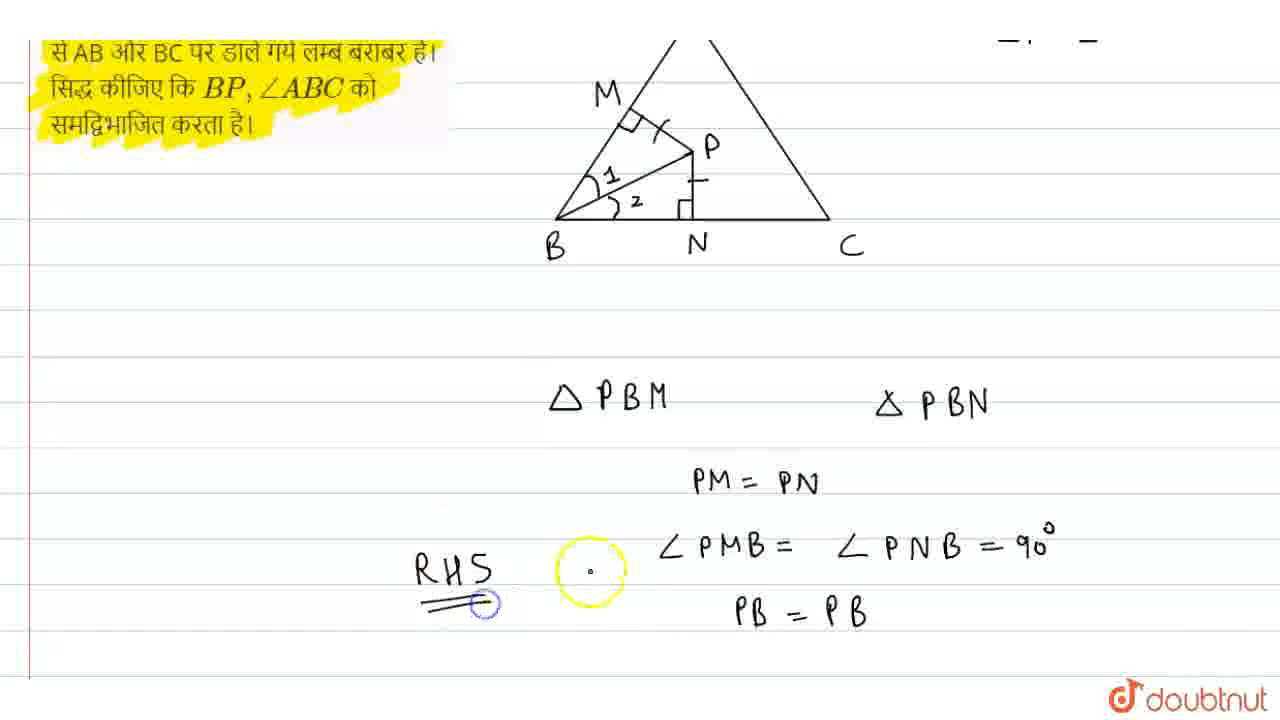 से AB और BC पर डाले गये लम्ब बराबर है।
सिद्ध कीजिए कि BP, ∠ABC को
समद्विभाजित करता है।
M
P
1
2
B N C
△ PBM △ PBN
PM = PN
∠ PMB = ∠ PNB = 90°
RHS
PB = PB
doubtnut